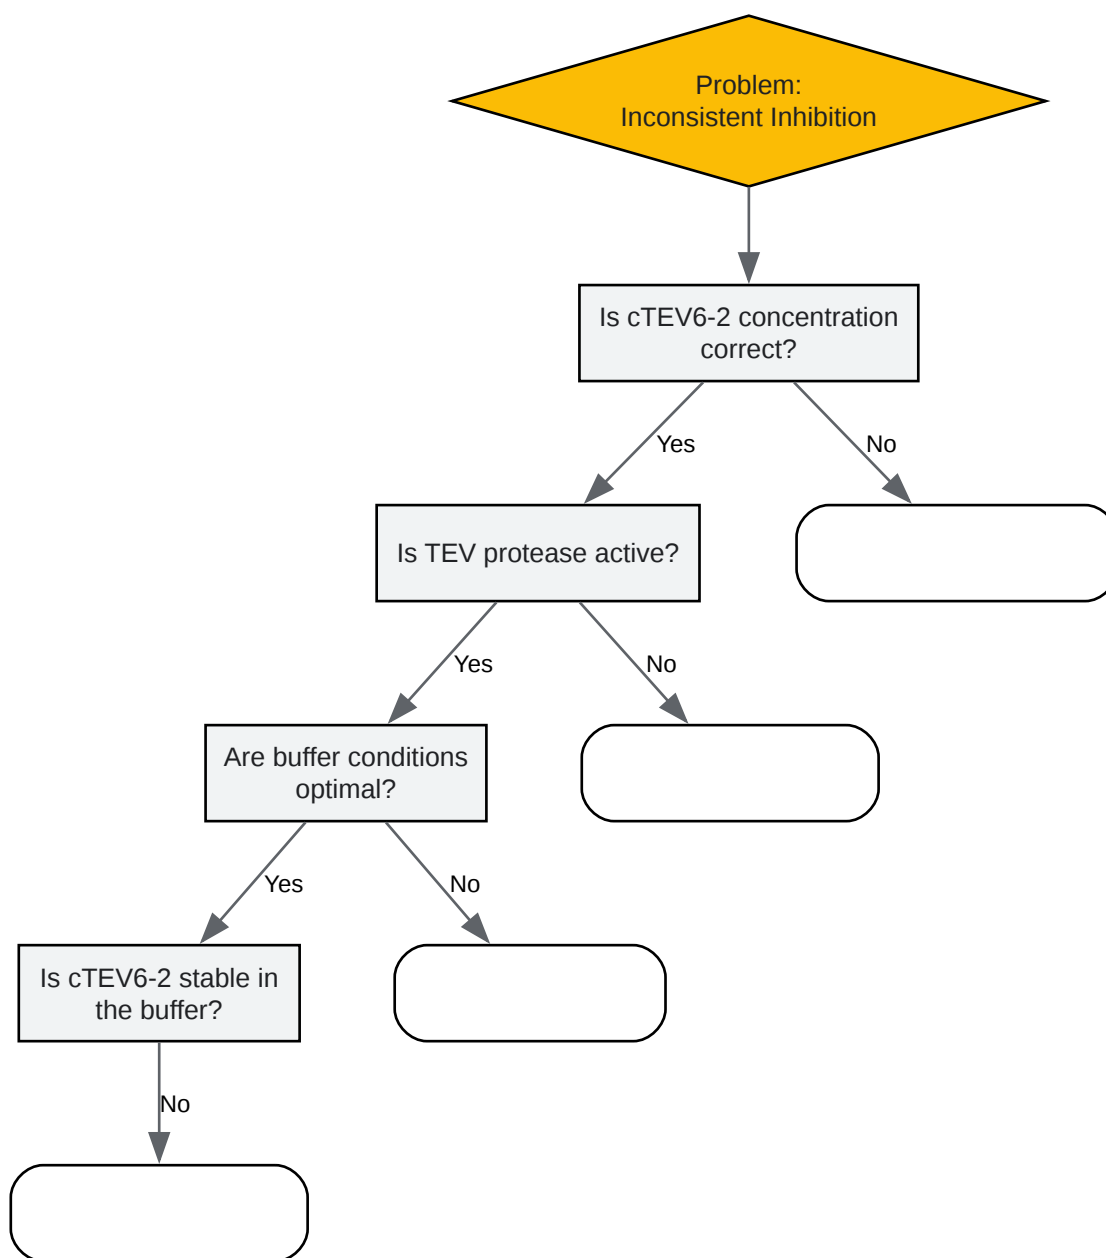 Problem:
Inconsistent Inhibition
Is cTEV6-2 concentration
correct?
Yes
No
Is TEV protease active?
Yes
No
Are buffer conditions
optimal?
Yes
No
Is cTEV6-2 stable in
the buffer?
No